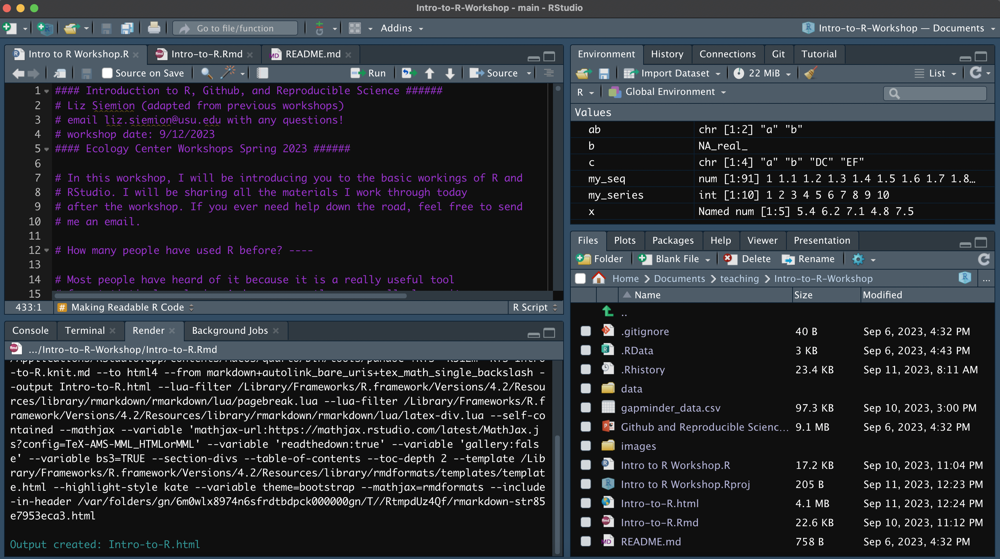 Intro-to-R-Workshop - main - RStudio
Go to file/function
Addins
Intro-to-R-Workshop — Documents
Intro to R Workshop.R
Intro-to-R.Rmd
README.md
Source on Save
Run
Source
1 #### Introduction to R, Github, and Reproducible Science ######
2 # Liz Siemion (adapted from previous workshops)
3 # email liz.siemion@usu.edu with any questions!
4 # workshop date: 9/12/2023
5 #### Ecology Center Workshops Spring 2023 ######
6
7 # In this workshop, I will be introducing you to the basic workings of R and
8 # RStudio. I will be sharing all the materials I work through today
9 # after the workshop. If you ever need help down the road, feel free to send
10 # me an email.
11
12 # How many people have used R before? ----
13
14 # Most people have heard of it because it is a really useful tool
15
433:1
# Making Readable R Code
R Script
Console
Terminal
Render
Background Jobs
.../Intro-to-R-Workshop/Intro-to-R.Rmd
-to-R.knit.md --to html4 --from markdown+autolink_bare_uris+tex_math_single_backslash -
-output Intro-to-R.html --lua-filter /Library/Frameworks/R.framework/Versions/4.2/Resou
rces/library/rmarkdown/rmarkdown/lua/pagebreak.lua --lua-filter /Library/Frameworks/R.f
ramework/Versions/4.2/Resources/library/rmarkdown/rmarkdown/lua/latex-div.lua --self-co
ntained --mathjax --variable 'mathjax-url:https://mathjax.rstudio.com/latest/MathJax.j
s?config=TeX-AMS-MML_HTMLorMML' --variable 'readthedown:true' --variable 'gallery:fals
e' --variable bs3=TRUE --section-divs --table-of-contents --toc-depth 2 --template /Lib
rary/Frameworks/R.framework/Versions/4.2/Resources/library/rmdformats/templates/templat
e.html --highlight-style kate --variable theme=bootstrap --mathjax=rmdformats --include
-in-header /var/folders/gn/6m0wlx8974n6sfrdtbdpck000000gn/T//RtmpdUz4Qf/rmarkdown-str85
e7953eca3.html
Output created: Intro-to-R.html
Environment
History
Connections
Git
Tutorial
Import Dataset
22 MiB
List
R
Global Environment
Values
ab chr [1:2] "a" "b"
b NA_real_
c chr [1:4] "a" "b" "DC" "EF"
my_seq num [1:91] 1 1.1 1.2 1.3 1.4 1.5 1.6 1.7 1.8…
my_series int [1:10] 1 2 3 4 5 6 7 8 9 10
x Named num [1:5] 5.4 6.2 7.1 4.8 7.5
Files
Plots
Packages
Help
Viewer
Presentation
Folder
Blank File
Delete
Rename
Home > Documents > teaching > Intro-to-R-Workshop
...
Name Size Modified
..
.gitignore 40 B Sep 6, 2023, 4:32 PM
.RData 3 KB Sep 6, 2023, 4:43 PM
.Rhistory 23.4 KB Sep 11, 2023, 8:11 AM
data
gapminder_data.csv 97.3 KB Sep 10, 2023, 3:00 PM
Github and Reproducible Scienc... 9.1 MB Sep 6, 2023, 4:32 PM
images
Intro to R Workshop.R 17.2 KB Sep 10, 2023, 11:04 PM
Intro to R Workshop.Rproj 205 B Sep 11, 2023, 12:23 PM
Intro-to-R.html 4.1 MB Sep 11, 2023, 12:24 PM
Intro-to-R.Rmd 22.6 KB Sep 10, 2023, 11:12 PM
README.md 758 B Sep 6, 2023, 4:32 PM